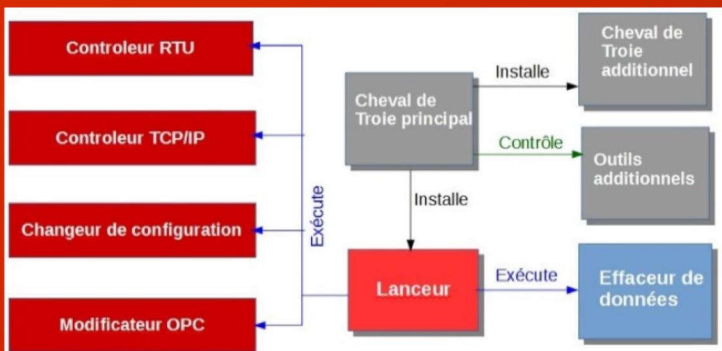 Controleur RTU
Controleur TCP/IP
Changeur de configuration
Modificateur OPC
Exécute
Cheval de
Troie principal
Installe
Contrôle
Installe
Lanceur
Exécute
Cheval de
Troie
additionnel
Outils
additionnels
Effaceur de
données